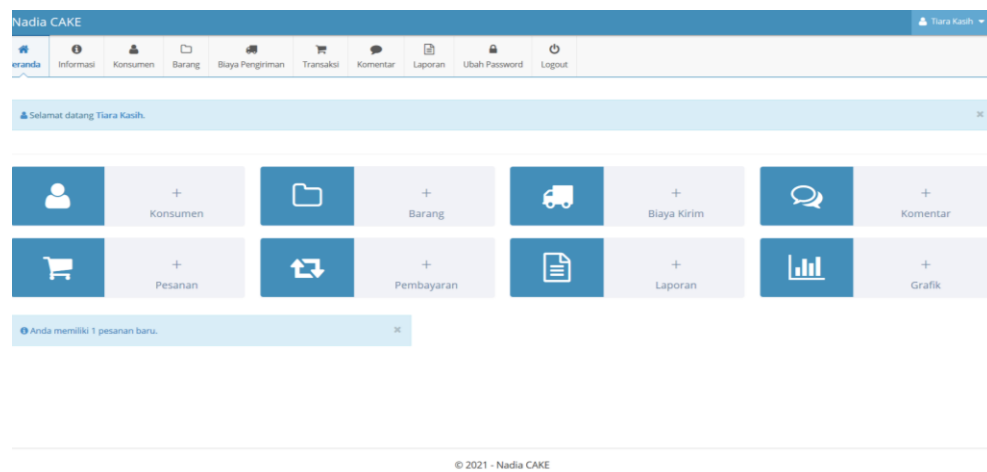 Nadia CAKE
Tiara Kasih
eranda Informasi Konsumen Barang Biaya Pengiriman Transaksi Komentar Laporan Ubah Password Logout
Selamat datang Tiara Kasih.
×
+ + + +
Konsumen Barang Biaya Kirim Komentar
+ + + +
Pesanan Pembayaran Laporan Grafik
Anda memiliki 1 pesanan baru. ×
© 2021 - Nadia CAKE